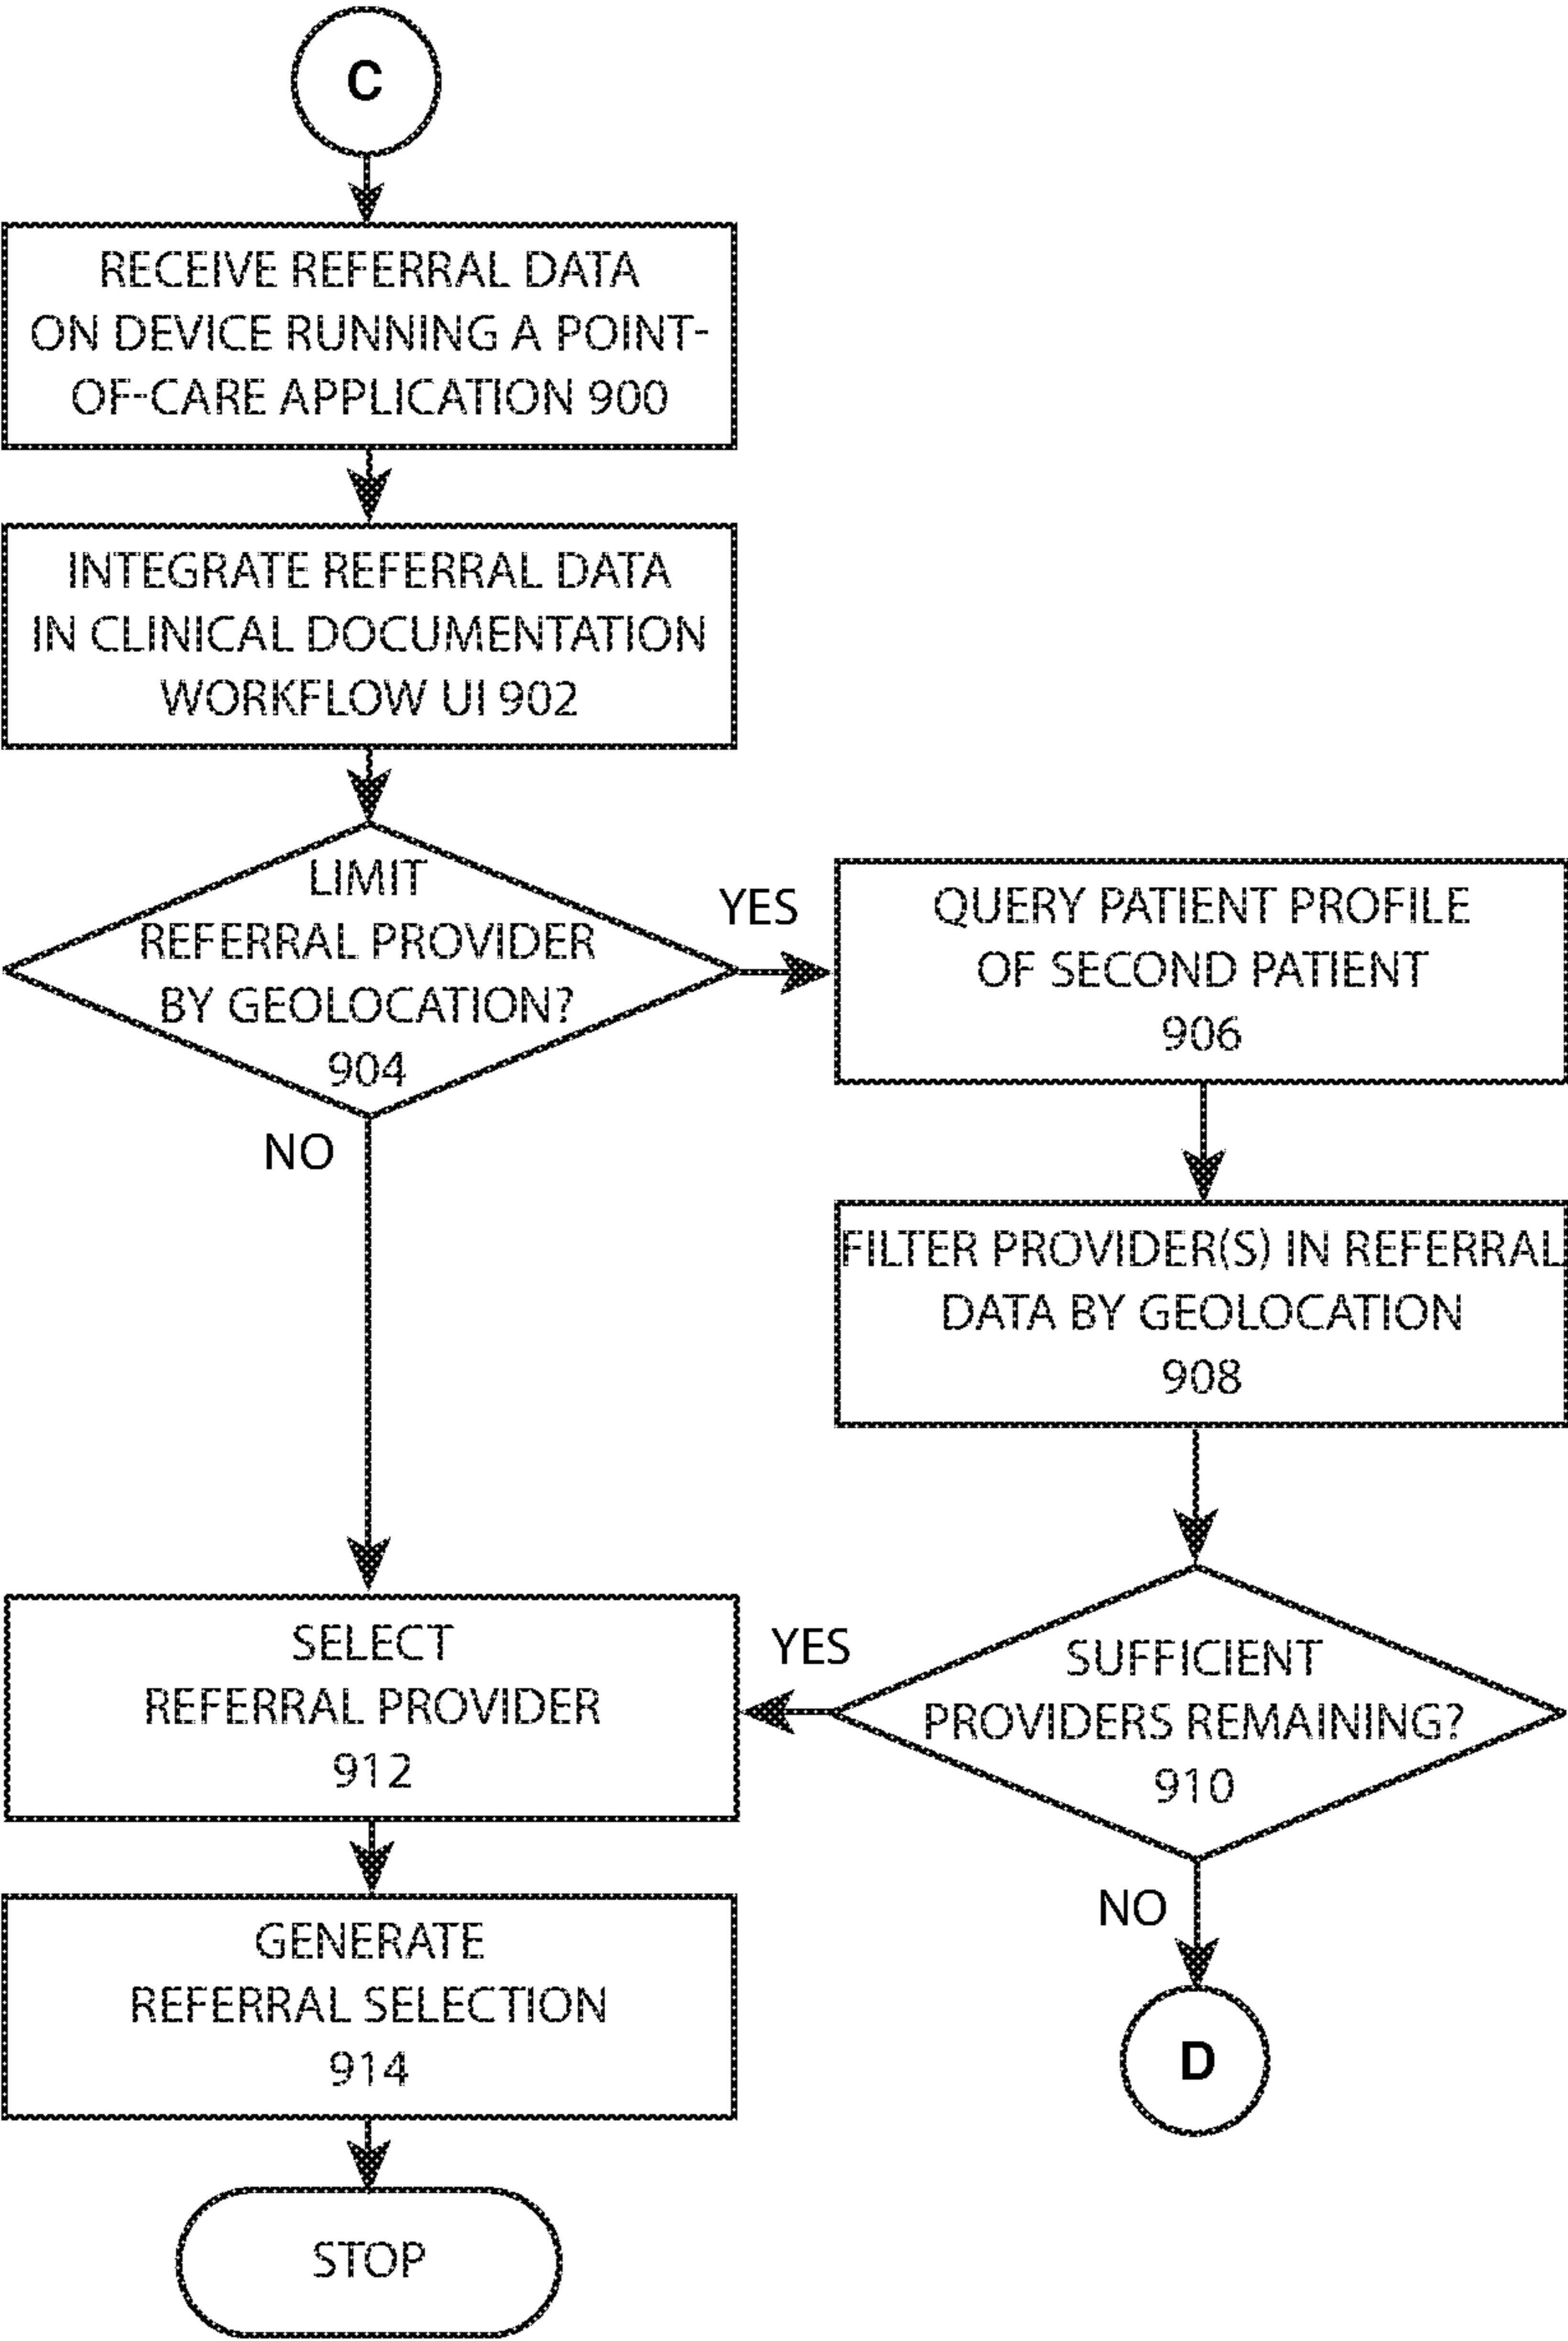 C
RECEIVE REFERRAL DATA
ON DEVICE RUNNING A POINT-
OF-CARE APPLICATION 900
INTEGRATE REFERRAL DATA
IN CLINICAL DOCUMENTATION
WORKFLOW UI 902
LIMIT
REFERRAL PROVIDER
BY GEOLOCATION?
904
YES
NO
QUERY PATIENT PROFILE
OF SECOND PATIENT
906
FILTER PROVIDER(S) IN REFERRAL
DATA BY GEOLOCATION
908
SUFFICIENT
PROVIDERS REMAINING?
910
YES
NO
D
SELECT
REFERRAL PROVIDER
912
GENERATE
REFERRAL SELECTION
914
STOP